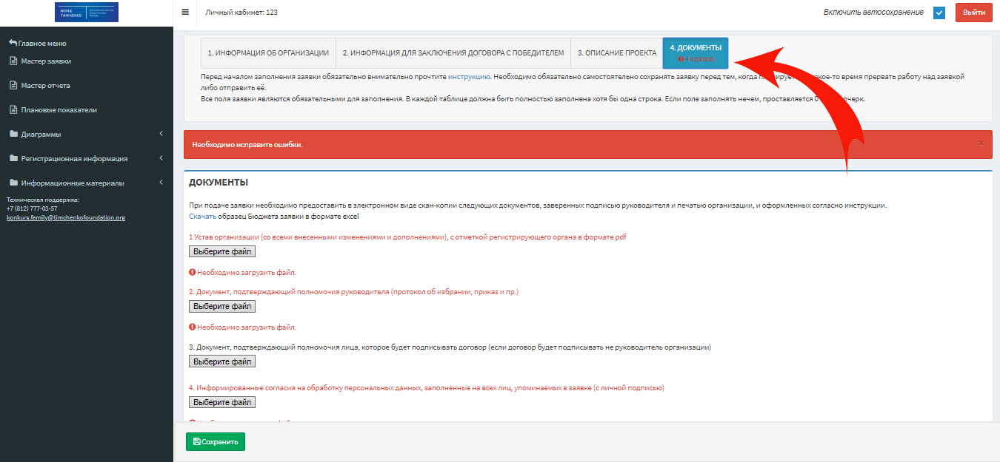 ФОНД
ТИМЧЕНКО
Личный кабинет: 123
Включить автосохранение
Выйти
Главное меню
Мастер заявки
Мастер отчета
Плановые показатели
Диаграммы
Регистрационная информация
Информационные материалы
Техническая поддержка:
+7 (812) 777-03-57
konkurs.family@timchenkofoundation.org
1. ИНФОРМАЦИЯ ОБ ОРГАНИЗАЦИИ
2. ИНФОРМАЦИЯ ДЛЯ ЗАКЛЮЧЕНИЯ ДОГОВОРА С ПОБЕДИТЕЛЕМ
3. ОПИСАНИЕ ПРОЕКТА
4. ДОКУМЕНТЫ
4
Перед началом заполнения заявки обязательно внимательно прочтите инструкцию. Необходимо обязательно самостоятельно сохранять заявку перед тем, когда время прервать работу над заявкой
либо отправить её.
Все поля заявки являются обязательными для заполнения. В каждой таблице должна быть полностью заполнена хотя бы одна строка. Если поле заполнять нечем, проставляется 0
Необходимо исправить ошибки.
×
ДОКУМЕНТЫ
При подаче заявки необходимо предоставить в электронном виде скан-копии следующих документов, заверенных подписью руководителя и печатью организации, и оформленных согласно инструкции.
Скачать образец Бюджета заявки в формате excel
1 Устав организации (со всеми внесенными изменениями и дополнениями), с отметкой регистрирующего органа в формате pdf
Выберите файл
Необходимо загрузить файл.
2. Документ, подтверждающий полномочия руководителя (протокол об избрании, приказ и пр.)
Выберите файл
Необходимо загрузить файл.
3. Документ, подтверждающий полномочия лица, которое будет подписывать договор (если договор будет подписывать не руководитель организации)
Выберите файл
4. Информированные согласия на обработку персональных данных, заполненные на всех лиц, упоминаемых в заявке (с личной подписью)
Выберите файл
Сохранить